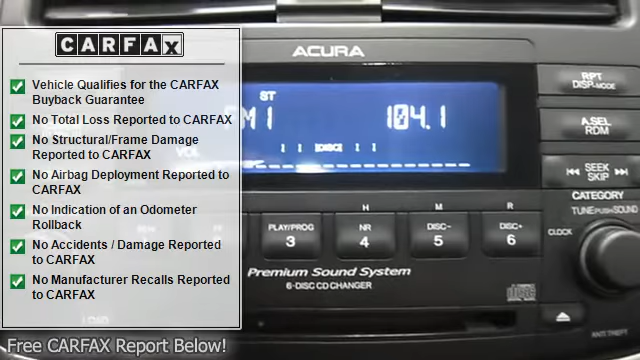 CARFAX
Vehicle Qualifies for the CARFAX
Buyback Guarantee
No Total Loss Reported to CARFAX
No Structural/Frame Damage
Reported to CARFAX
No Airbag Deployment Reported to
CARFAX
No Indication of an Odometer
Rollback
No Accidents / Damage Reported
to CARFAX
No Manufacturer Recalls Reported
to CARFAX
Free CARFAX Report Below!
ACURA
ST
FM1 104.1
DISC
RPT
DISP-MODE
A.SEL
RDM
SEEK
SKIP
CATEGORY
TUNE PUSH SOUND
CLOCK
H M R
PLAY/PROG
3
NR
4
DISC-
5
DISC+
6
Premium Sound System
6-DISC CD CHANGER
ANTI THEFT
LOAD